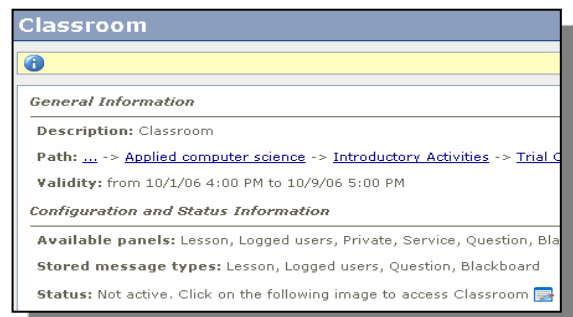 Classroom
General Information
Description: Classroom
Path: ... -> Applied computer science -> Introductory Activities -> Trial
Validity: from 10/1/06 4:00 PM to 10/9/06 5:00 PM
Configuration and Status Information
Available panels: Lesson, Logged users, Private, Service, Question,
Stored message types: Lesson, Logged users, Question, Blackboard
Status: Not active. Click on the following image to access Classroom